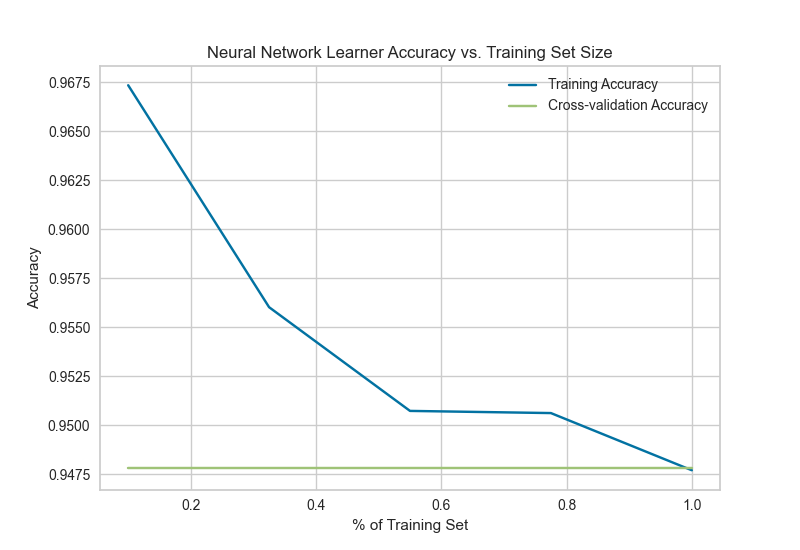 Neural Network Learner Accuracy vs. Training Set Size
Training Accuracy
Cross-validation Accuracy
0.9675
0.9650
0.9625
0.9600
0.9575
0.9550
0.9525
0.9500
0.9475
Accuracy
0.2
0.4
0.6
0.8
1.0
% of Training Set